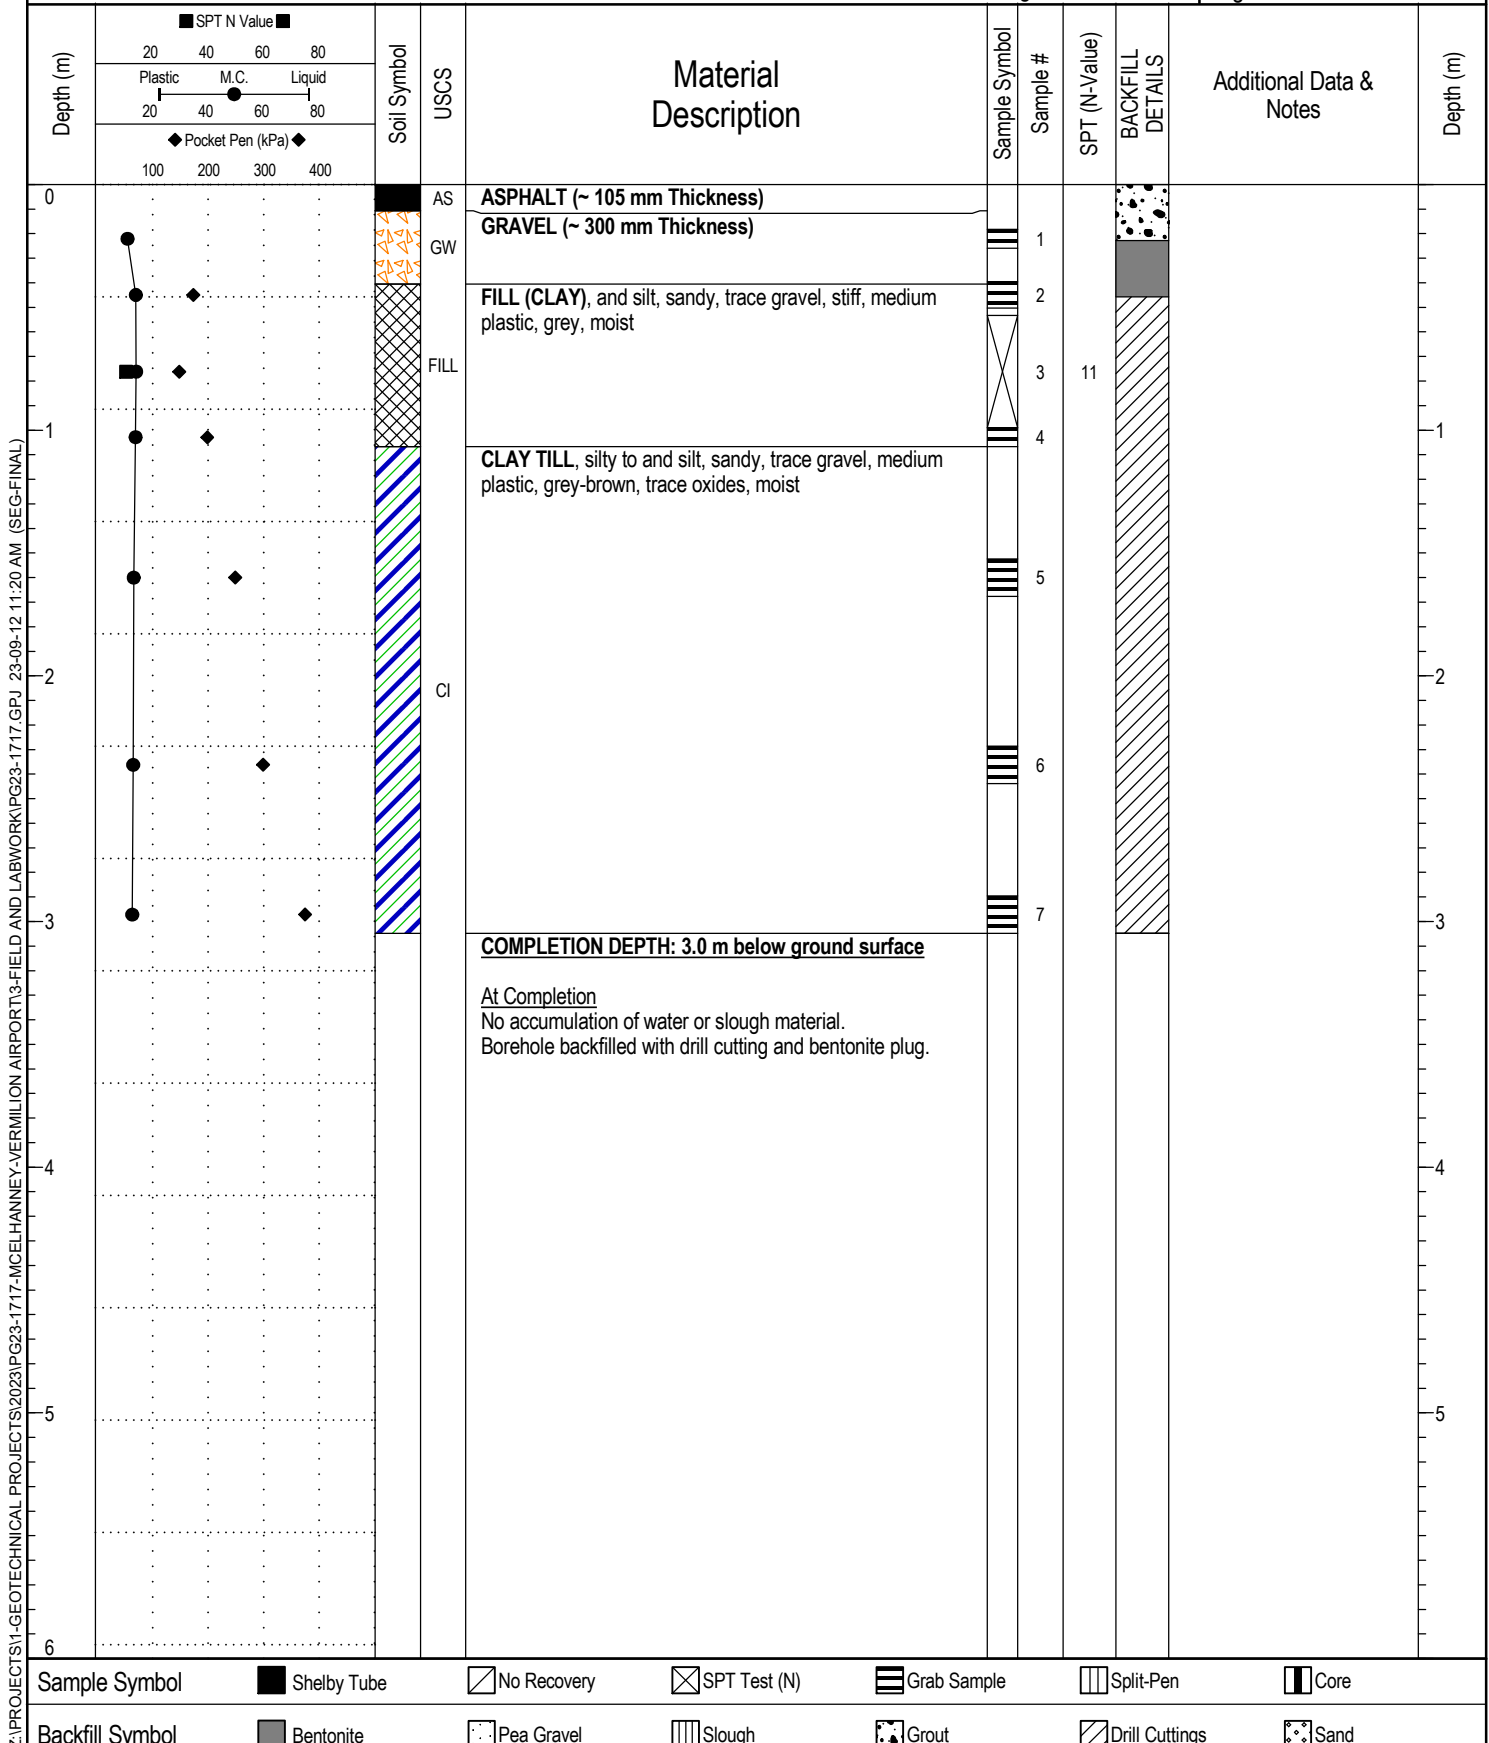 SPT N Value
20 40 60 80
Plastic M.C. Liquid
20 40 60 80
Pocket Pen (kPa)
100 200 300 400
Depth (m)
Soil Symbol
USCS
Material
Description
Sample Symbol
Sample #
SPT (N-Value)
BACKFILL
DETAILS
Additional Data &
Notes
Depth (m)
0
AS
ASPHALT (~ 105 mm Thickness)
GW
GRAVEL (~ 300 mm Thickness)
1
2
FILL (CLAY), and silt, sandy, trace gravel, stiff, medium
plastic, grey, moist
FILL
3 11
1
4
1
CLAY TILL, silty to and silt, sandy, trace gravel, medium
plastic, grey-brown, trace oxides, moist
5
2
2
CI
6
7
3
3
COMPLETION DEPTH: 3.0 m below ground surface
At Completion
No accumulation of water or slough material.
Borehole backfilled with drill cutting and bentonite plug.
4
4
5
5
6
Z:\PROJECTS\1-GEOTECHNICAL PROJECTS\2023\PG23-1717-MCELHANNEY-VERMILION AIRPORT\3-FIELD AND LABWORK\PG23-1717.GPJ 23-09-12 11:20 AM (SEG-FINAL)
Sample Symbol Shelby Tube No Recovery SPT Test (N) Grab Sample Split-Pen Core
Backfill Symbol Bentonite Pea Gravel Slough Grout Drill Cuttings Sand